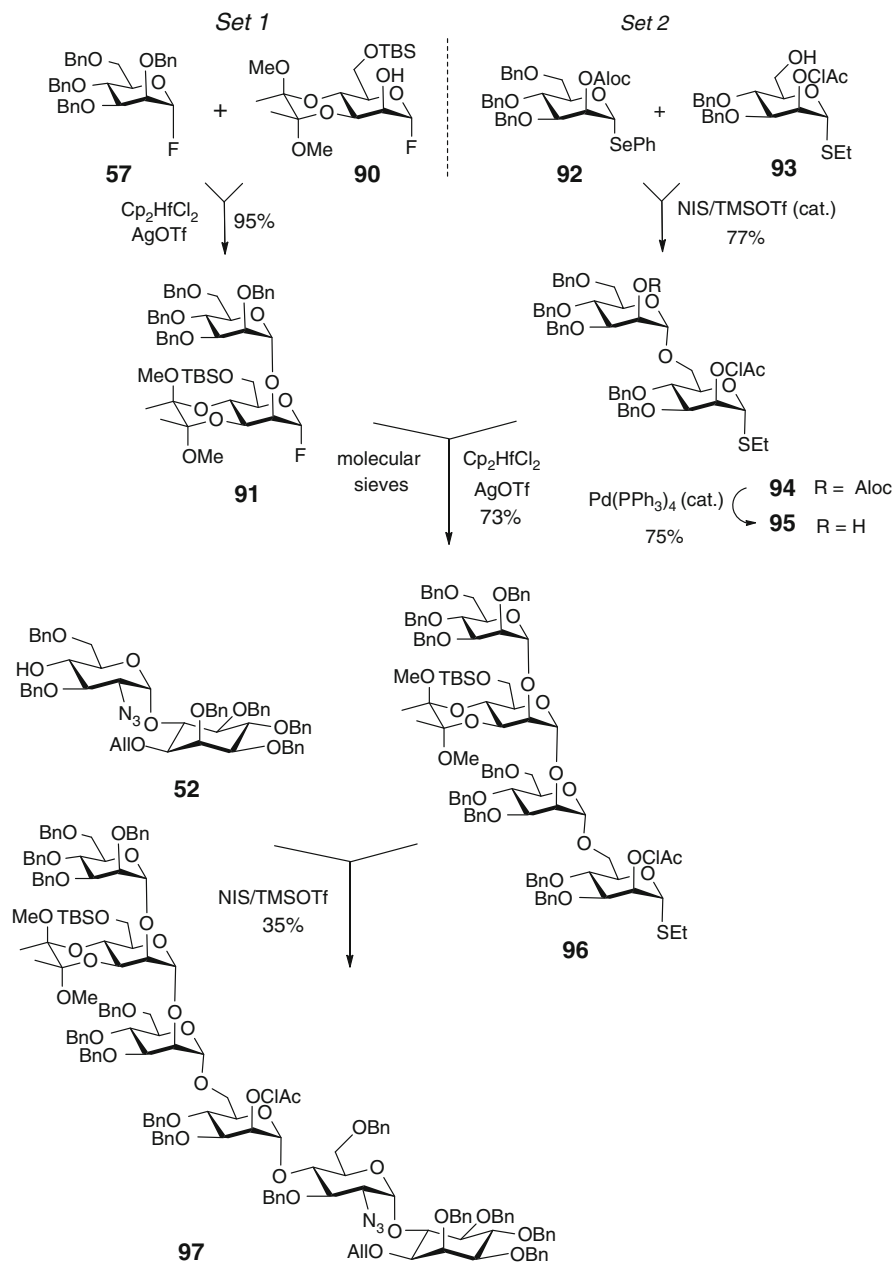 Set 1
Set 2
BnO
OBn
BnO
BnO
O
F
57
+
OTBS
MeO
O
OH
O
O
OMe
F
90
BnO
OAloc
BnO
BnO
O
SePh
92
+
OH
OClAc
BnO
BnO
O
SEt
93
Cp2HfCl2
AgOTf
95%
NIS/TMSOTf (cat.)
77%
BnO
OBn
BnO
BnO
O
O
MeO
TBSO
O
O
O
OMe
F
91
BnO
OR
BnO
BnO
O
O
OClAc
BnO
BnO
O
SEt
94 R = Aloc
Pd(PPh3)4 (cat.)
75%
95 R = H
molecular
sieves
Cp2HfCl2
AgOTf
73%
BnO
HO
BnO
O
N3
O
OBn
OBn
OBn
OBn
AllO
52
BnO
OBn
BnO
BnO
O
O
MeO
TBSO
O
O
O
OMe
O
BnO
BnO
BnO
O
O
OClAc
BnO
BnO
O
SEt
96
NIS/TMSOTf
35%
BnO
OBn
BnO
BnO
O
O
MeO
TBSO
O
O
O
OMe
O
BnO
BnO
BnO
O
O
OClAc
BnO
BnO
O
O
OBn
O
BnO
N3
O
OBn
OBn
OBn
OBn
AllO
97